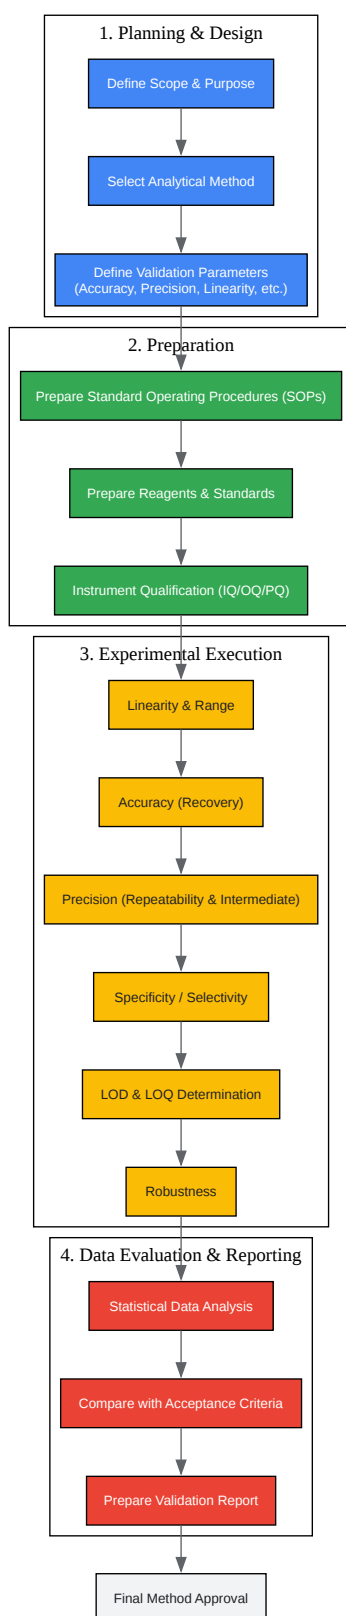 1. Planning & Design
Define Scope & Purpose
Select Analytical Method
Define Validation Parameters
(Accuracy, Precision, Linearity, etc.)
2. Preparation
Prepare Standard Operating Procedures (SOPs)
Prepare Reagents & Standards
Instrument Qualification (IQ/OQ/PQ)
3. Experimental Execution
Linearity & Range
Accuracy (Recovery)
Precision (Repeatability & Intermediate)
Specificity / Selectivity
LOD & LOQ Determination
Robustness
4. Data Evaluation & Reporting
Statistical Data Analysis
Compare with Acceptance Criteria
Prepare Validation Report
Final Method Approval